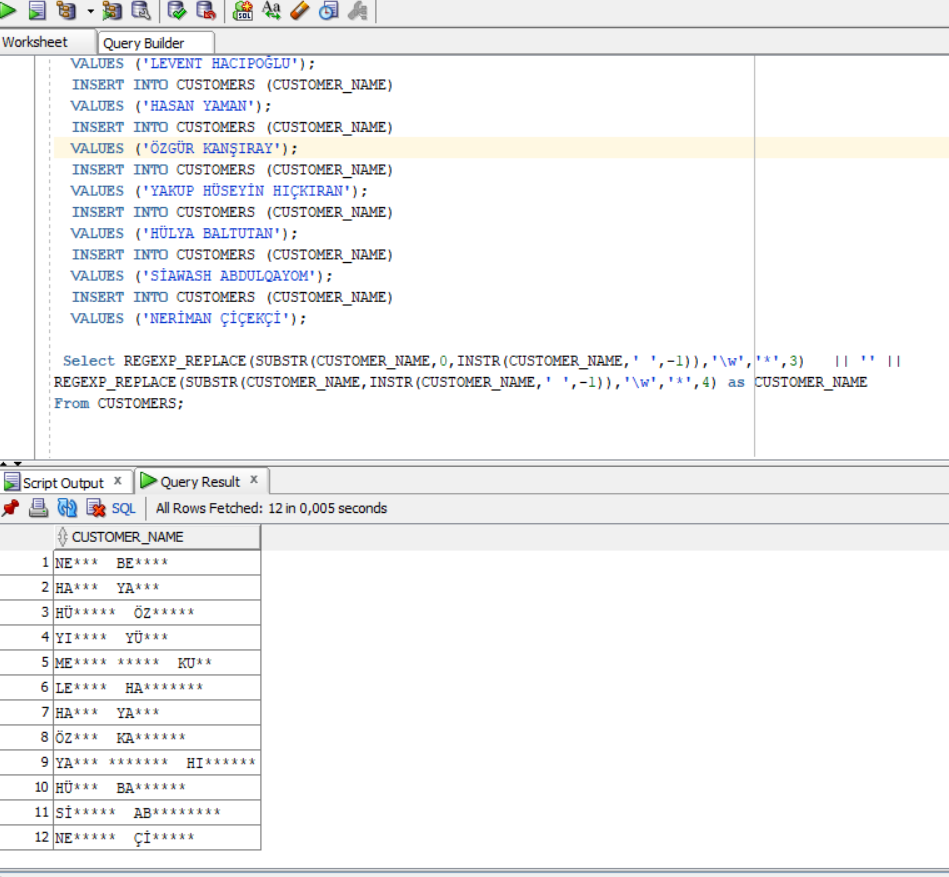 Worksheet Query Builder
VALUES ('LEVENT HACIPOĞLU');
INSERT INTO CUSTOMERS (CUSTOMER_NAME)
VALUES ('HASAN YAMAN');
INSERT INTO CUSTOMERS (CUSTOMER_NAME)
VALUES ('ÖZGÜR KANŞIRAY');
INSERT INTO CUSTOMERS (CUSTOMER_NAME)
VALUES ('YAKUP HÜSEYİN HIÇKIRAN');
INSERT INTO CUSTOMERS (CUSTOMER_NAME)
VALUES ('HÜLYA BALTUTAN');
INSERT INTO CUSTOMERS (CUSTOMER_NAME)
VALUES ('SİAWASH ABDULQAYOM');
INSERT INTO CUSTOMERS (CUSTOMER_NAME)
VALUES ('NERİMAN ÇİÇEKÇİ');
Select REGEXP_REPLACE(SUBSTR(CUSTOMER_NAME,0,INSTR(CUSTOMER_NAME,' ',-1)),'\w','*',3) || '' ||
REGEXP_REPLACE(SUBSTR(CUSTOMER_NAME,INSTR(CUSTOMER_NAME,' ',-1)),'\w','*',4) as CUSTOMER_NAME
From CUSTOMERS;
Script Output x Query Result x
SQL All Rows Fetched: 12 in 0,005 seconds
CUSTOMER_NAME
1 NE*** BE****
2 HA*** YA***
3 HÜ***** ÖZ*****
4 YI**** YÜ***
5 ME**** ***** KU**
6 LE**** HA*******
7 HA*** YA***
8 ÖZ*** KA******
9 YA*** ******* HI******
10 HÜ*** BA******
11 Sİ***** AB********
12 NE***** Çİ*****